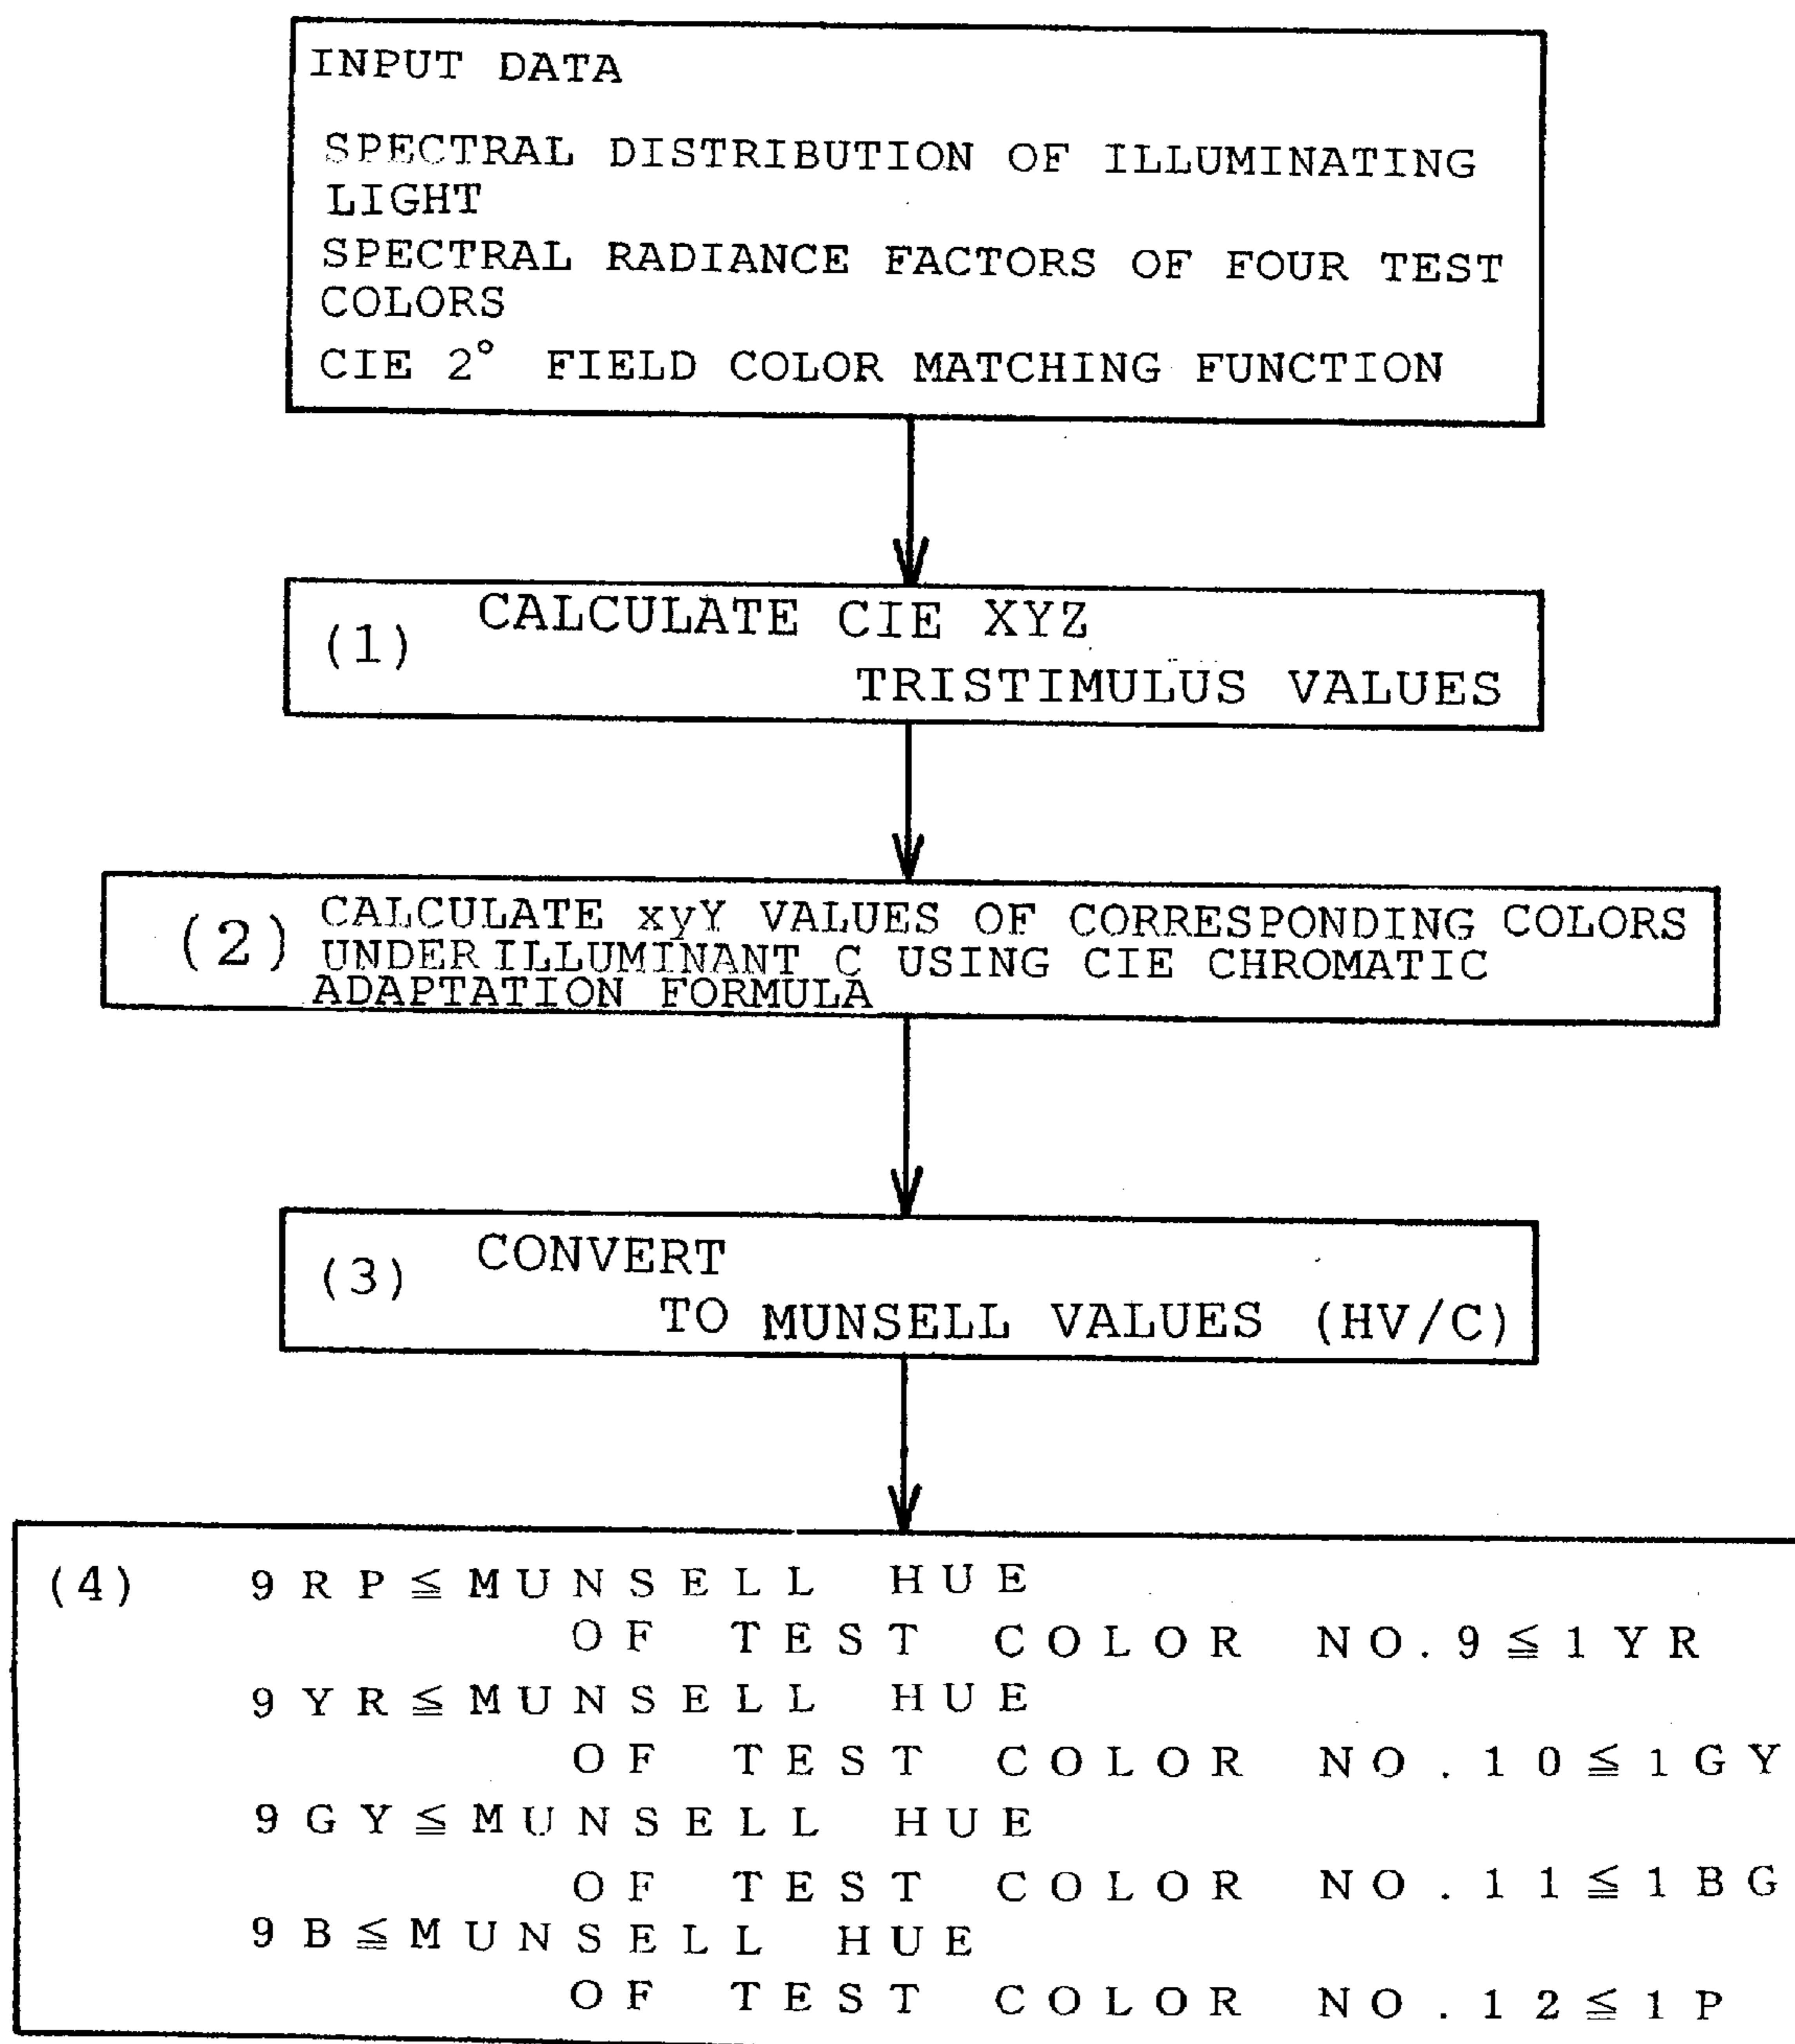 INPUT DATA
SPECTRAL DISTRIBUTION OF ILLUMINATING
LIGHT
SPECTRAL RADIANCE FACTORS OF FOUR TEST
COLORS
CIE 2° FIELD COLOR MATCHING FUNCTION
(1) CALCULATE CIE XYZ
TRISTIMULUS VALUES
(2) CALCULATE xyY VALUES OF CORRESPONDING COLORS
UNDER ILLUMINANT C USING CIE CHROMATIC
ADAPTATION FORMULA
(3) CONVERT
TO MUNSELL VALUES (HV/C)
(4) 9RP≦MUNSELL HUE
OF TEST COLOR NO.9≦1YR
9YR≦MUNSELL HUE
OF TEST COLOR NO.10≦1GY
9GY≦MUNSELL HUE
OF TEST COLOR NO.11≦1BG
9B≦MUNSELL HUE
OF TEST COLOR NO.12≦1P